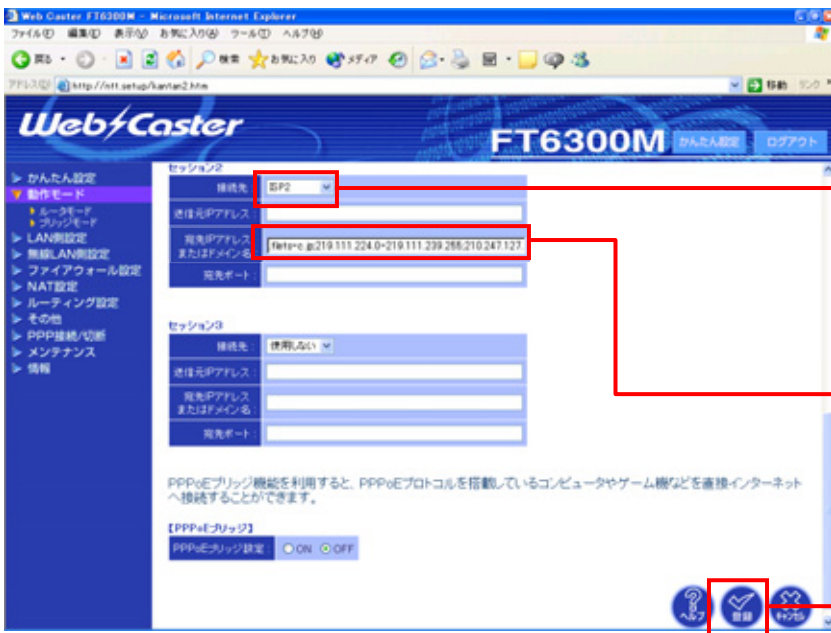 Web Caster FT6300M - Microsoft Internet Explorer
ファイル(F) 編集(E) 表示(V) お気に入り(A) ツール(T) ヘルプ(H)
戻る 検索 お気に入り メディア
アドレス(D) http://ntt.setup/kantan2.htm 移動 リンク
Web Caster
FT6300M かんたん設定 ログアウト
かんたん設定
動作モード
ルータモード
ブリッジモード
LAN側設定
無線LAN側設定
ファイアウォール設定
NAT設定
ルーティング設定
その他
PPP接続/切断
メンテナンス
情報
セッション2
接続先 ISP2
送信元IPアドレス
宛先IPアドレス
またはドメイン名 flets-c.jp;219.111.224.0-219.111.239.255;210.247.127.
宛先ポート:
セッション3
接続先: 使用しない
送信元IPアドレス:
宛先IPアドレス
またはドメイン名:
宛先ポート:
PPPoEブリッジ機能を利用すると、PPPoEプロトコルを搭載しているコンピュータやゲーム機などを直接インターネット
へ接続することができます。
【PPPoEブリッジ】
PPPoEブリッジ設定: ON OFF
ヘルプ 登録 キャンセル